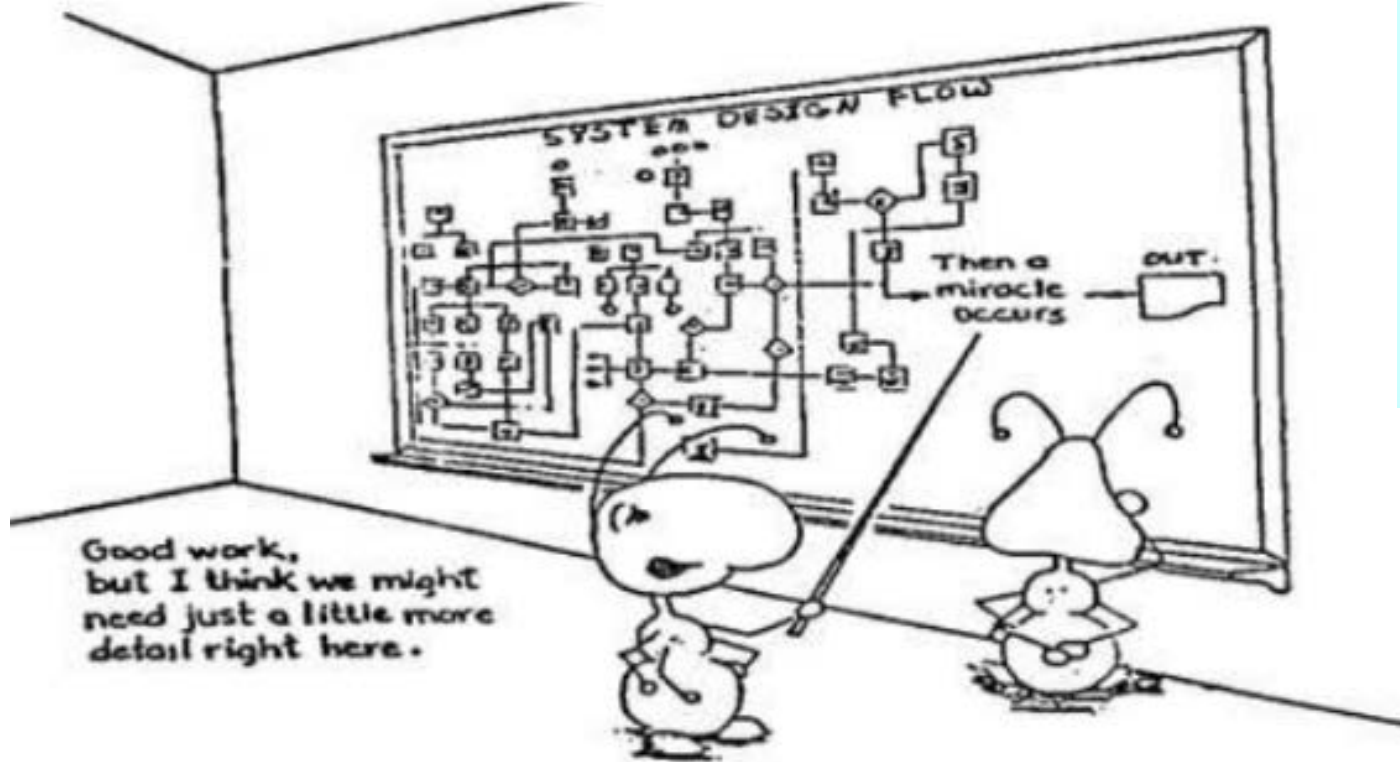 SYSTEM DESIGN FLOW
Then a
miracle
occurs
OUT.
Good work,
but I think we might
need just a little more
detail right here.